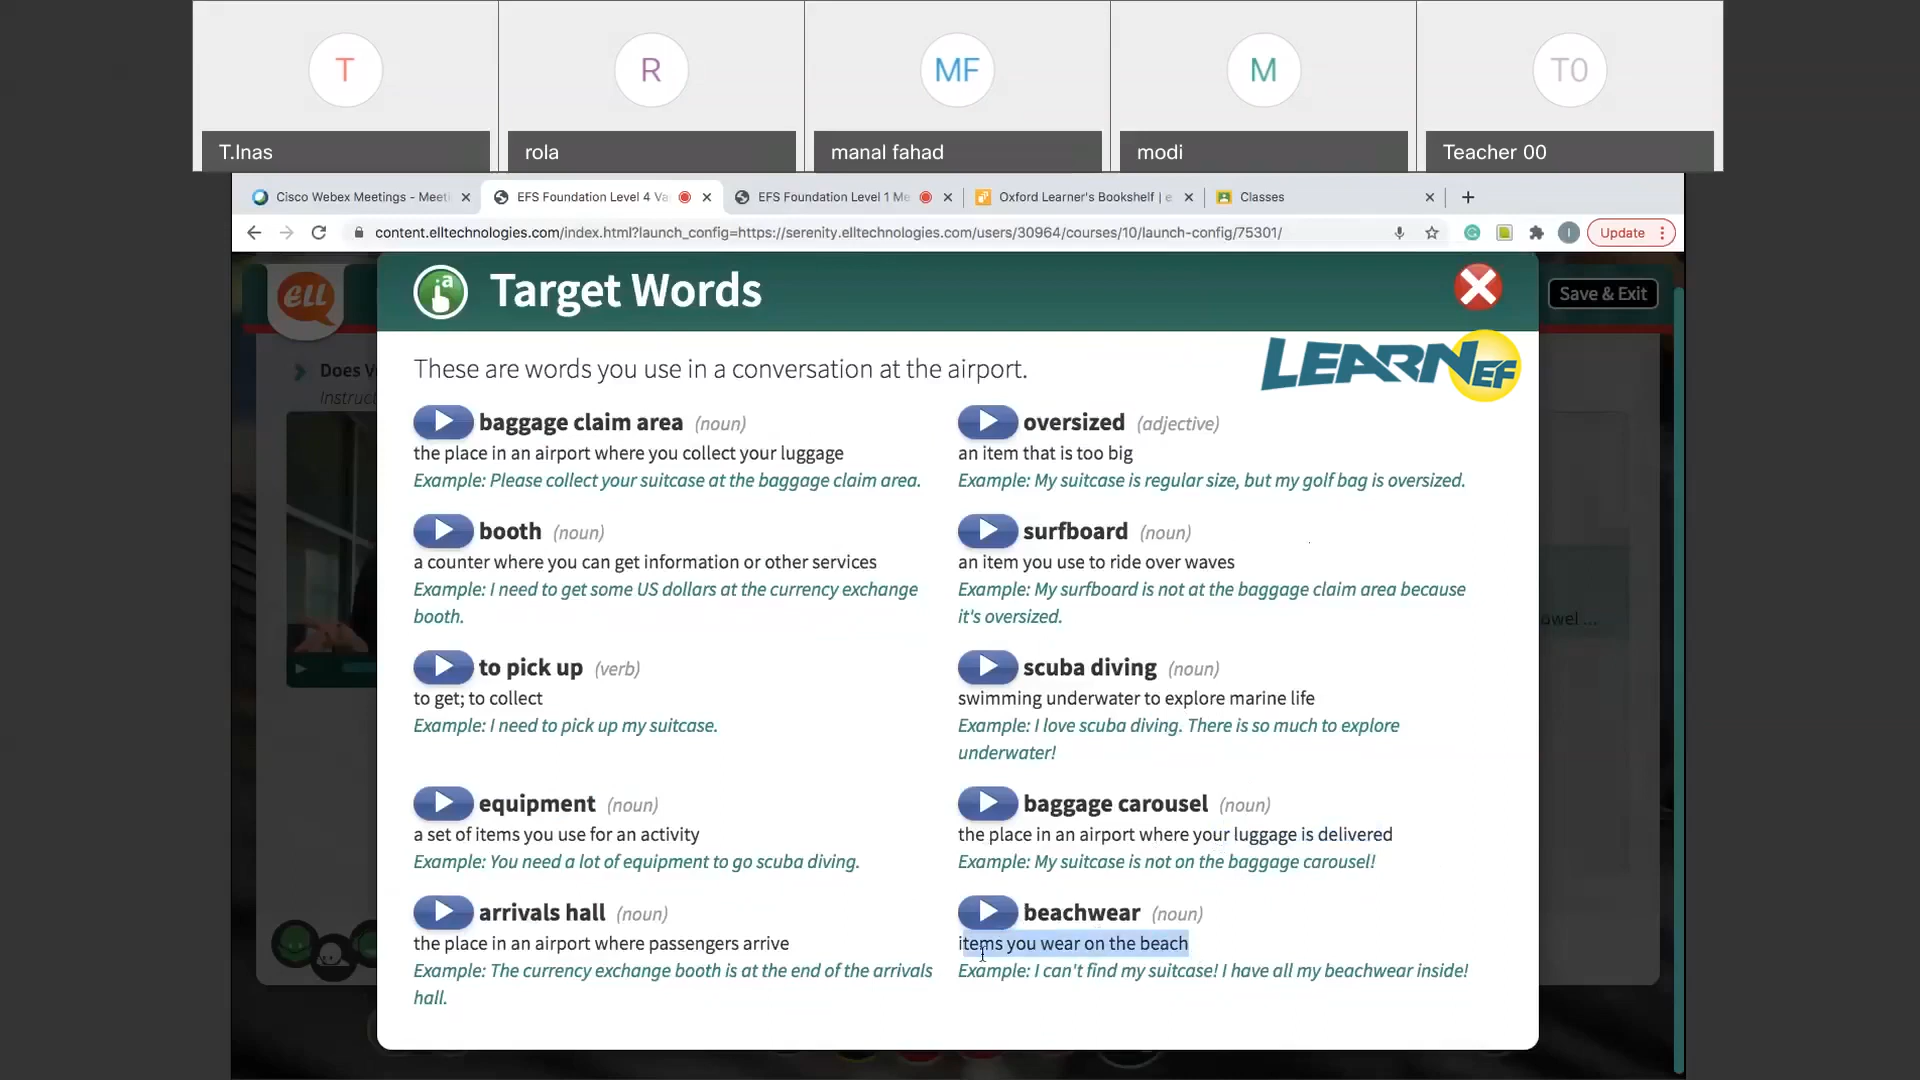 T
R
MF
M
T0
T.Inas
rola
manal fahad
modi
Teacher 00
Cisco Webex Meetings - Meeti
EFS Foundation Level 4 Va
EFS Foundation Level 1 Me
Oxford Learner's Bookshelf | e
Classes
content.elltechnologies.com/index.html?launch_config=https://serenity.elltechnologies.com/users/30964/courses/10/launch-config/75301/
I
Update
ell
a
Target Words
Save & Exit
Does V
Instruct
These are words you use in a conversation at the airport.
LEARN EF
baggage claim area (noun)
the place in an airport where you collect your luggage
Example: Please collect your suitcase at the baggage claim area.
booth (noun)
a counter where you can get information or other services
Example: I need to get some US dollars at the currency exchange
booth.
to pick up (verb)
to get; to collect
Example: I need to pick up my suitcase.
equipment (noun)
a set of items you use for an activity
Example: You need a lot of equipment to go scuba diving.
arrivals hall (noun)
the place in an airport where passengers arrive
Example: The currency exchange booth is at the end of the arrivals
hall.
oversized (adjective)
an item that is too big
Example: My suitcase is regular size, but my golf bag is oversized.
surfboard (noun)
an item you use to ride over waves
Example: My surfboard is not at the baggage claim area because
it's oversized.
scuba diving (noun)
swimming underwater to explore marine life
Example: I love scuba diving. There is so much to explore
underwater!
baggage carousel (noun)
the place in an airport where your luggage is delivered
Example: My suitcase is not on the baggage carousel!
beachwear (noun)
items you wear on the beach
Example: I can't find my suitcase! I have all my beachwear inside!
owel ...